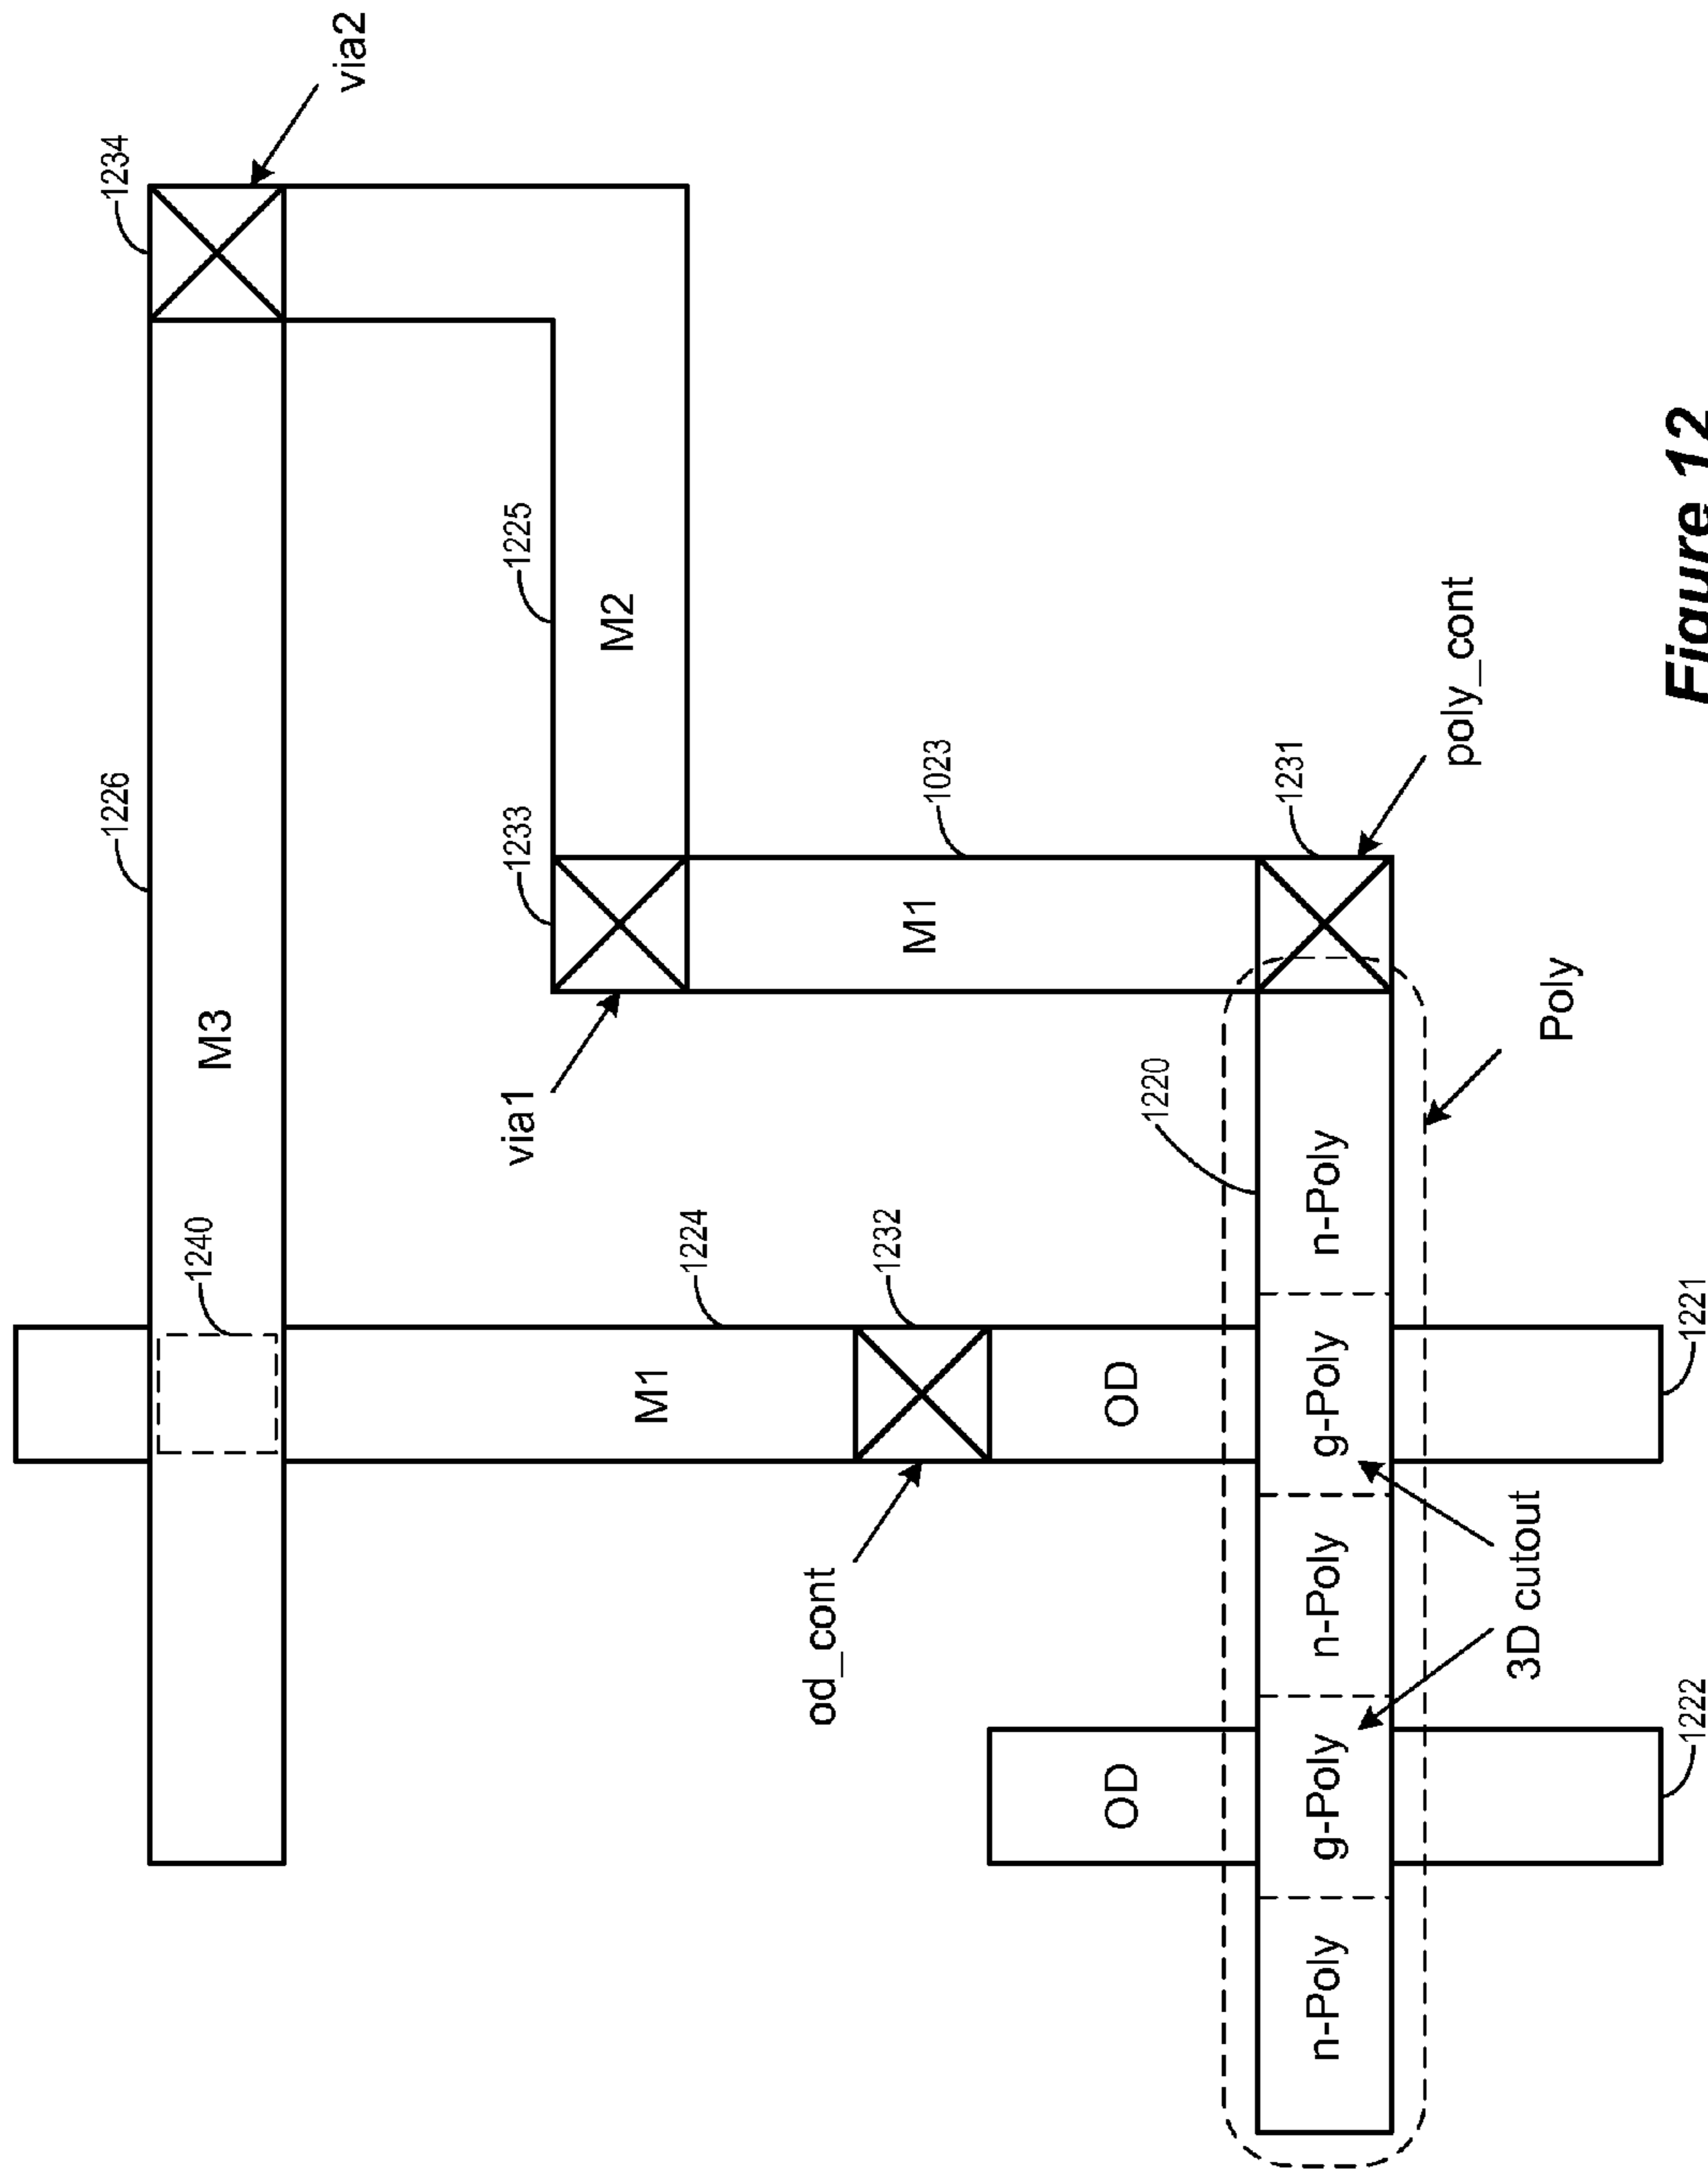 1226
1234
1240
M3
via2
via1
1233
1225
M2
M1
1224
od_cont
1232
M1
1023
OD
OD
1220
1231
n-Poly
g-Poly
n-Poly
g-Poly
n-Poly
poly_cont
3D cutout
Poly
1222
1221
Figure 12